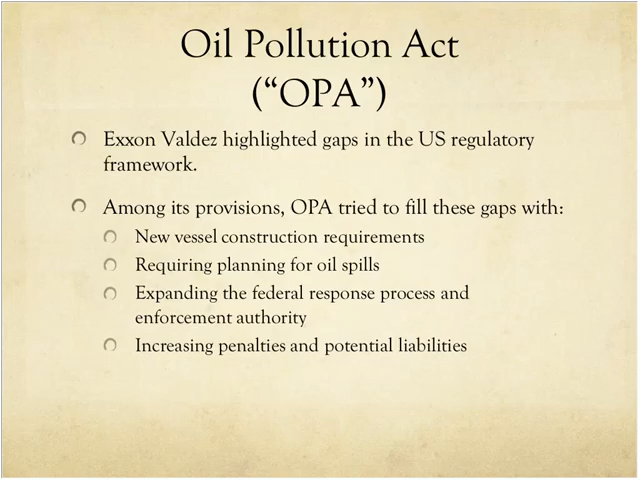 Oil Pollution Act
(“OPA”)
Exxon Valdez highlighted gaps in the US regulatory
framework.
Among its provisions, OPA tried to fill these gaps with:
New vessel construction requirements
Requiring planning for oil spills
Expanding the federal response process and
enforcement authority
Increasing penalties and potential liabilities